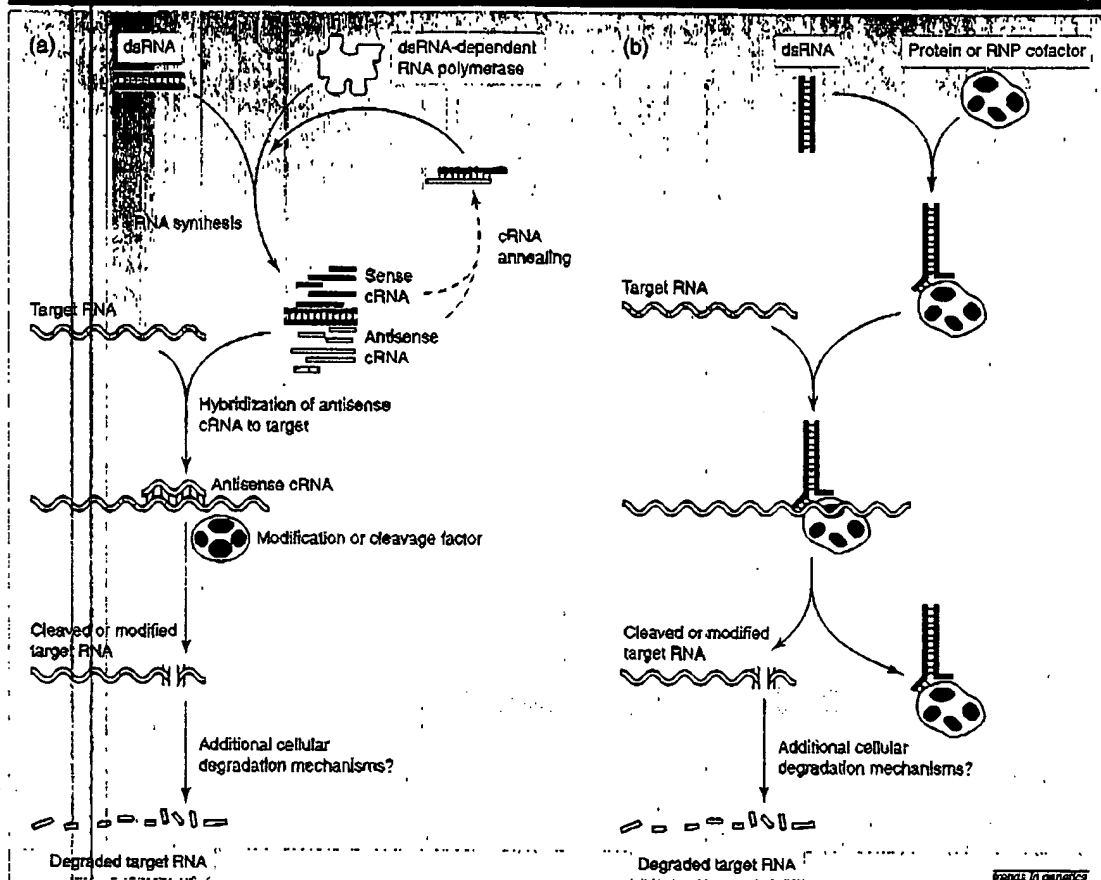 (a)
dsRNA
dsRNA-dependent
RNA polymerase
RNA synthesis
cRNA
annealing
Sense
cRNA
Antisense
cRNA
Target RNA
Hybridization of antisense
cRNA to target
Antisense cRNA
Modification or cleavage factor
Cleaved or modified
target RNA
Additional cellular
degradation mechanisms?
Degraded target RNA
(b)
dsRNA
Protein or RNP cofactor
Target RNA
Cleaved or modified
target RNA
Additional cellular
degradation mechanisms?
Degraded target RNA
trends in genetics